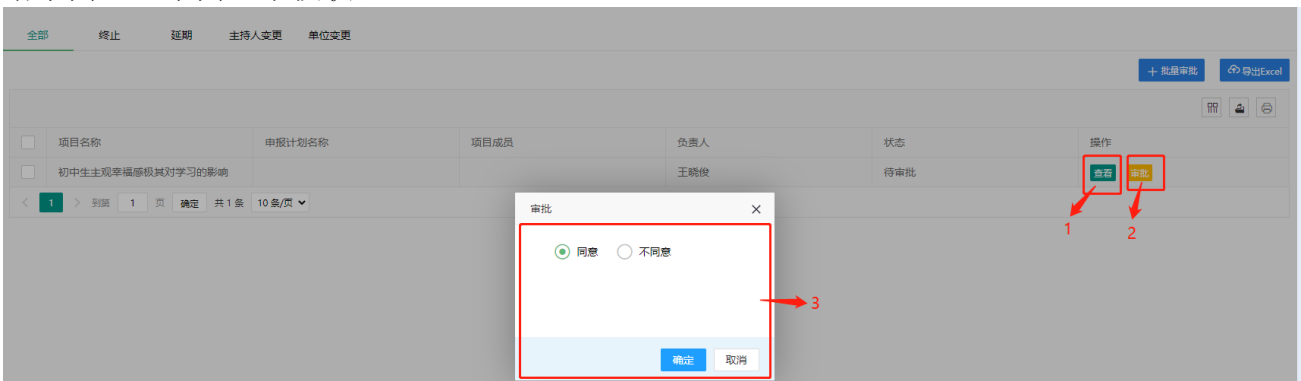 全部 终止 延期 主持人变更 单位变更
批量审批 导出Excel
项目名称 申报计划名称 项目成员 负责人 状态 操作
初中生主观幸福感极其对学习的影响 王晓俊 待审批 查看 审批
1 到第 1 页 确定 共1条 10条/页
1 2
审批
同意 不同意
3
确定 取消